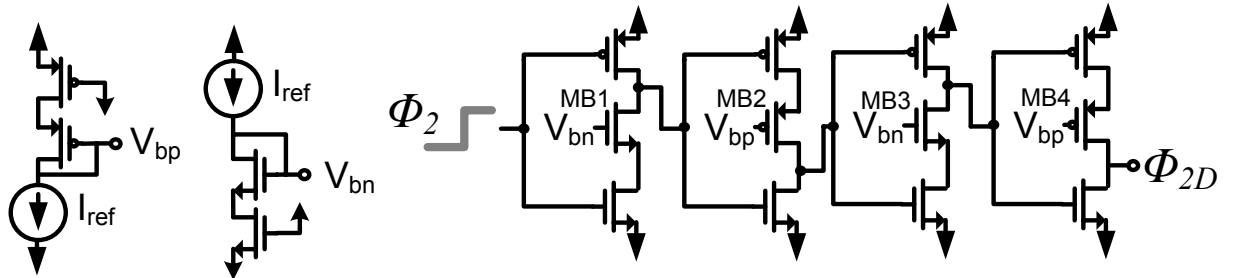 V_bp
I_ref
I_ref
V_bn
Φ_2
MB1
V_bn
MB2
V_bp
MB3
V_bn
MB4
V_bp
Φ_2D